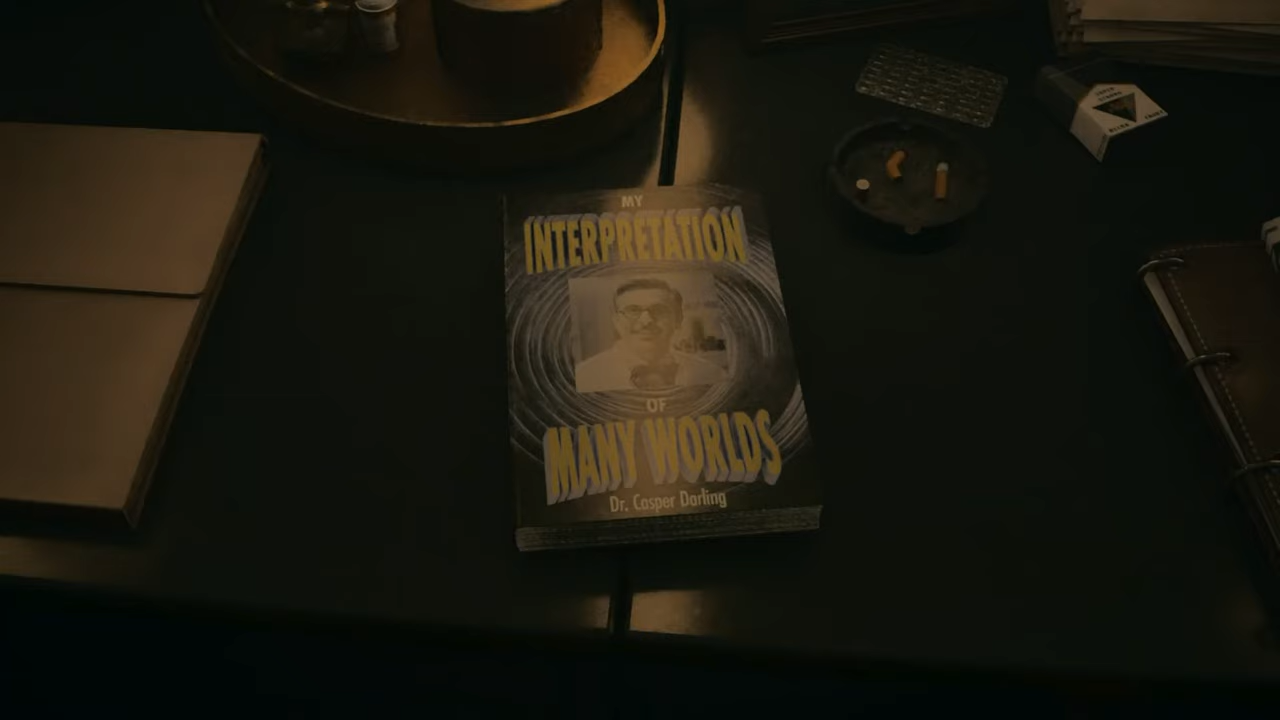 MY
INTERPRETATION
OF
MANY WORLDS
Dr. Casper Darling